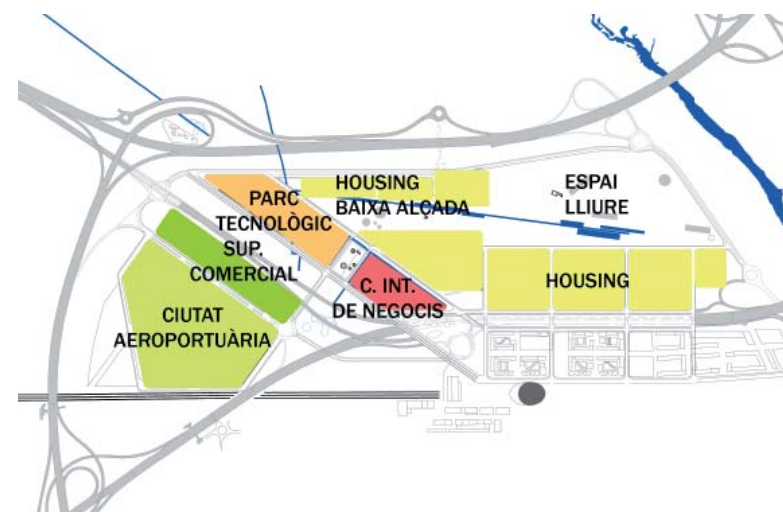 HOUSING
BAIXA ALÇADA
ESPAI
LLIURE
PARC
TECNOLÒGIC
SUP.
COMERCIAL
C. INT.
DE NEGOCIS
HOUSING
CIUTAT
AEROPORTUÀRIA